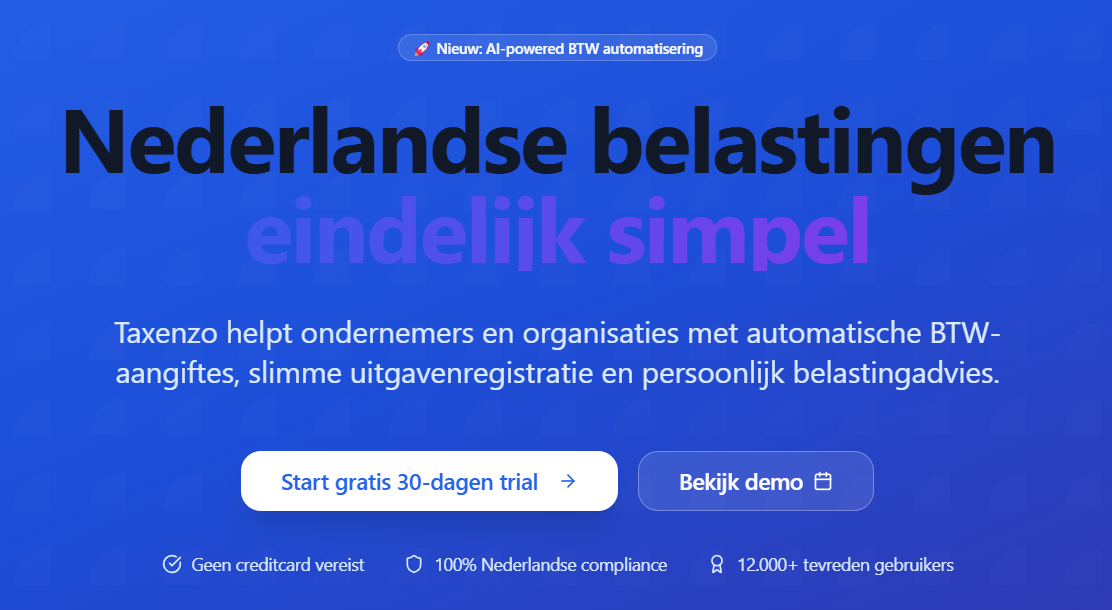 🚀 Nieuw: AI-powered BTW automatisering
Nederlandse belastingen
eindelijk simpel
Taxenzo helpt ondernemers en organisaties met automatische BTW-
aangiftes, slimme uitgavenregistratie en persoonlijk belastingadvies.
Start gratis 30-dagen trial →
Bekijk demo
Geen creditcard vereist
100% Nederlandse compliance
12.000+ tevreden gebruikers